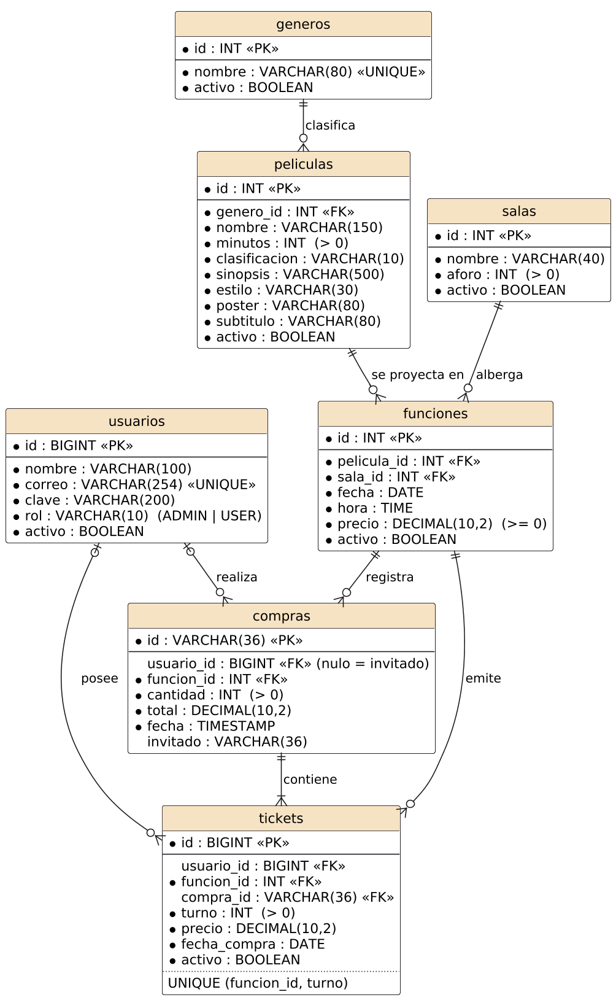 generos
id : INT «PK»
nombre : VARCHAR(80) «UNIQUE»
activo : BOOLEAN
clasifica
peliculas
id : INT «PK»
genero_id : INT «FK»
nombre : VARCHAR(150)
minutos : INT  (> 0)
clasificacion : VARCHAR(10)
sinopsis : VARCHAR(500)
estilo : VARCHAR(30)
poster : VARCHAR(80)
subtitulo : VARCHAR(80)
activo : BOOLEAN
salas
id : INT «PK»
nombre : VARCHAR(40)
aforo : INT  (> 0)
activo : BOOLEAN
se proyecta en
alberga
usuarios
id : BIGINT «PK»
nombre : VARCHAR(100)
correo : VARCHAR(254) «UNIQUE»
clave : VARCHAR(200)
rol : VARCHAR(10)  (ADMIN | USER)
activo : BOOLEAN
funciones
id : INT «PK»
pelicula_id : INT «FK»
sala_id : INT «FK»
fecha : DATE
hora : TIME
precio : DECIMAL(10,2)  (>= 0)
activo : BOOLEAN
realiza
registra
compras
id : VARCHAR(36) «PK»
usuario_id : BIGINT «FK» (nulo = invitado)
funcion_id : INT «FK»
cantidad : INT  (> 0)
total : DECIMAL(10,2)
fecha : TIMESTAMP
invitado : VARCHAR(36)
posee
emite
contiene
tickets
id : BIGINT «PK»
usuario_id : BIGINT «FK»
funcion_id : INT «FK»
compra_id : VARCHAR(36) «FK»
turno : INT  (> 0)
precio : DECIMAL(10,2)
fecha_compra : DATE
activo : BOOLEAN
UNIQUE (funcion_id, turno)